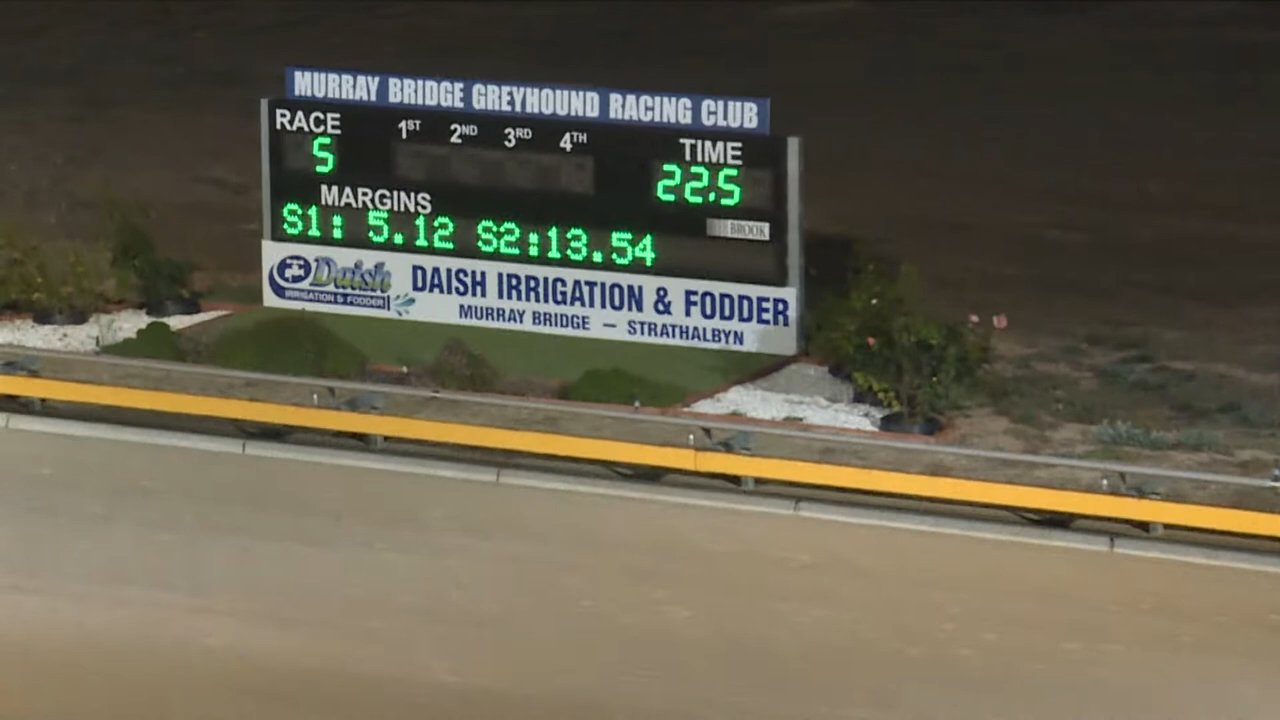 MURRAY BRIDGE GREYHOUND RACING CLUB
RACE 1ST 2ND 3RD 4TH TIME
5 22.5
MARGINS
BROOK
S1: 5.12 S2:13.54
Daish
IRRIGATION & FODDER
DAISH IRRIGATION & FODDER
MURRAY BRIDGE — STRATHALBYN